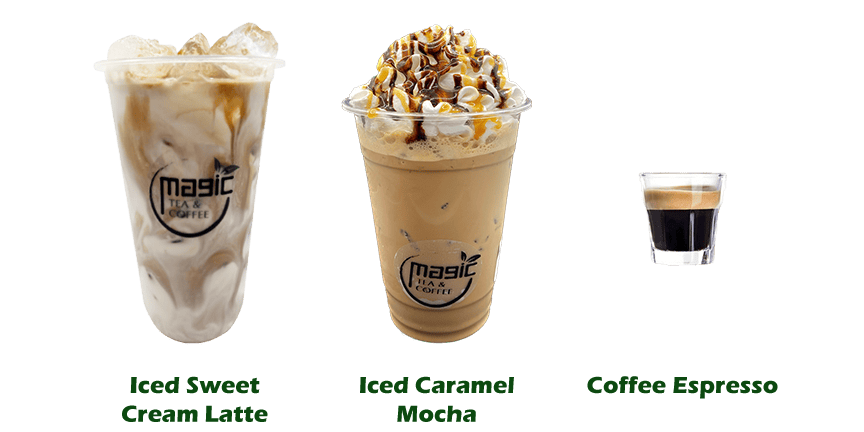 magic
TEA &
COFFEE
magic
TEA &
COFFEE
Iced Sweet
Cream Latte
Iced Caramel
Mocha
Coffee Espresso